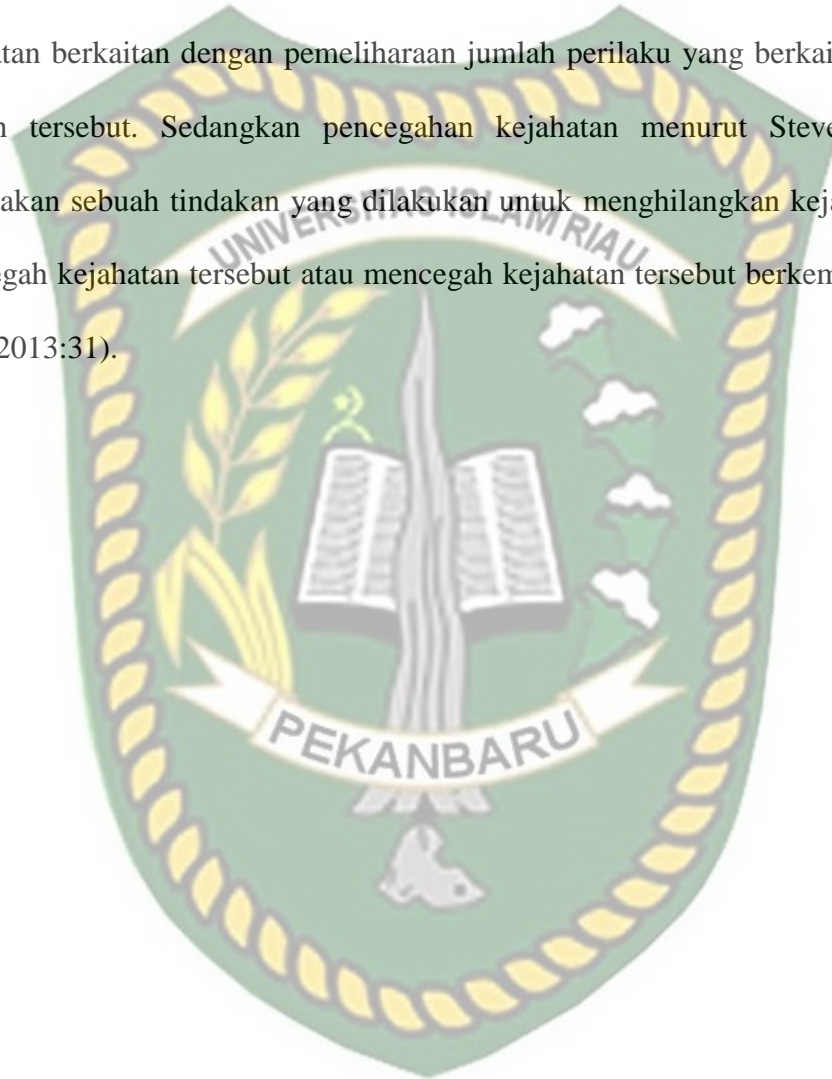 atan berkaitan dengan pemeliharaan jumlah perilaku yang berkai
n tersebut. Sedangkan pencegahan kejahatan menurut Steve
akan sebuah tindakan yang dilakukan untuk menghilangkan keja
egah kejahatan tersebut atau mencegah kejahatan tersebut berkem
2013:31).
UNIVERSITAS ISLAM RIAU
PEKANBARU